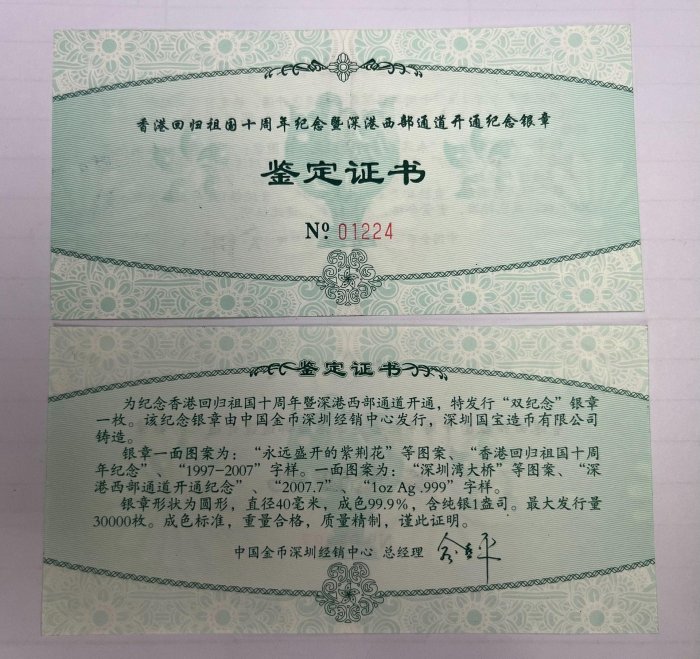 香港回归祖国十周年纪念暨深港西部通道开通纪念银章
鉴定证书
Nº 01224
鉴定证书
为纪念香港回归祖国十周年暨深港西部通道开通，特发行“双纪念”银章
一枚。该纪念银章由中国金币深圳经销中心发行，深圳国宝造币有限公司
铸造。
银章一面图案为：“永远盛开的紫荆花”等图案、“香港回归祖国十周
年纪念”、“1997-2007”字样。一面图案为：“深圳湾大桥”等图案、“深
港西部通道开通纪念”、“2007.7”、“1oz Ag .999”字样。
银章形状为圆形，直径40毫米，成色99.9%，含纯银1盎司。最大发行量
30000枚。成色标准，重量合格，质量精制，谨此证明。
中国金币深圳经销中心 总经理